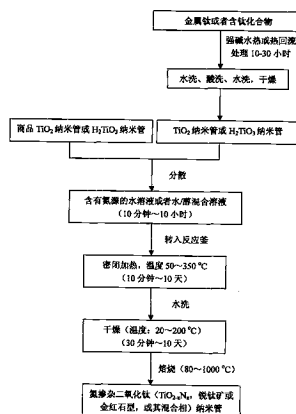 金属钛或者含钛化合物
强碱水热或热回流
处理 10-30 小时
水洗、酸洗、水洗，干燥
商品 TiO₂ 纳米管或 H₂TiO₃ 纳米管
TiO₂ 纳米管或 H₂TiO₃ 纳米管
分散
含有氮源的水溶液或者水/醇混合溶液
（10 分钟～10 小时）
转入反应釜
密闭加热，温度 50～350 °C
（10 分钟～10 天）
水洗
干燥（温度：20～200 °C）
（30 分钟～10 天）
焙烧（80～1000 °C）
氮掺杂二氧化钛（TiO₂₋ₓNₓ，锐钛矿或
金红石型，或其混合相）纳米管